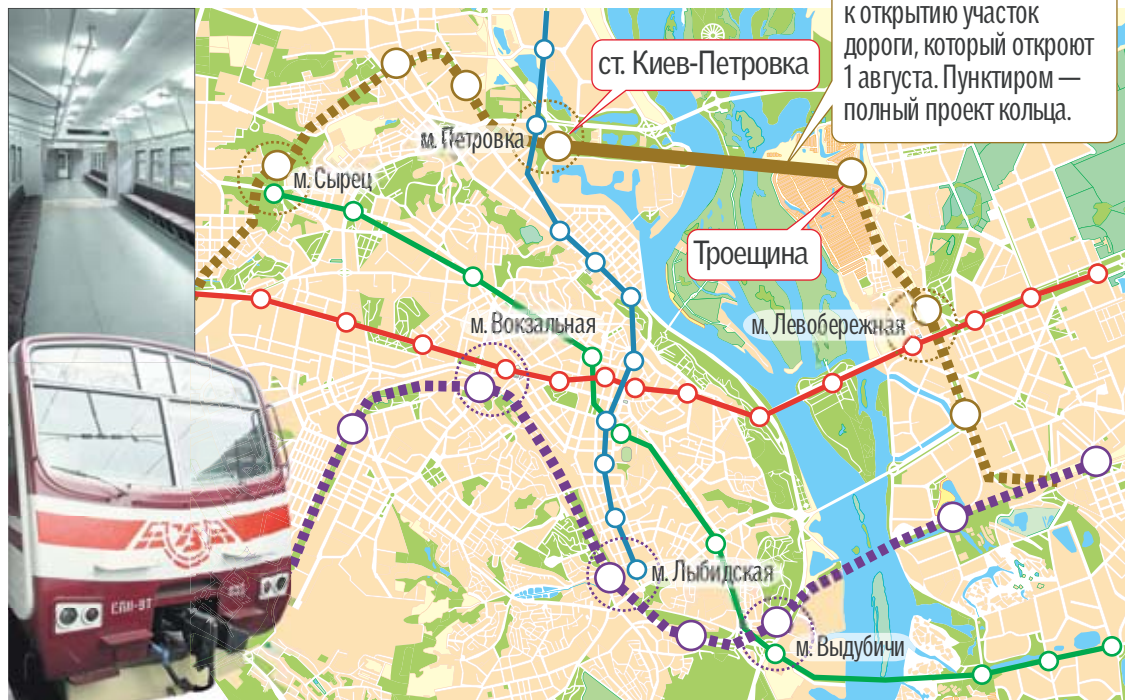 к открытию участок
дороги, который откроют
1 августа. Пунктиром —
полный проект кольца.
ст. Киев-Петровка
м. Петровка
м. Сырец
Троещина
м. Вокзальная
м. Левобережная
м. Лыбидская
м. Выдубичи